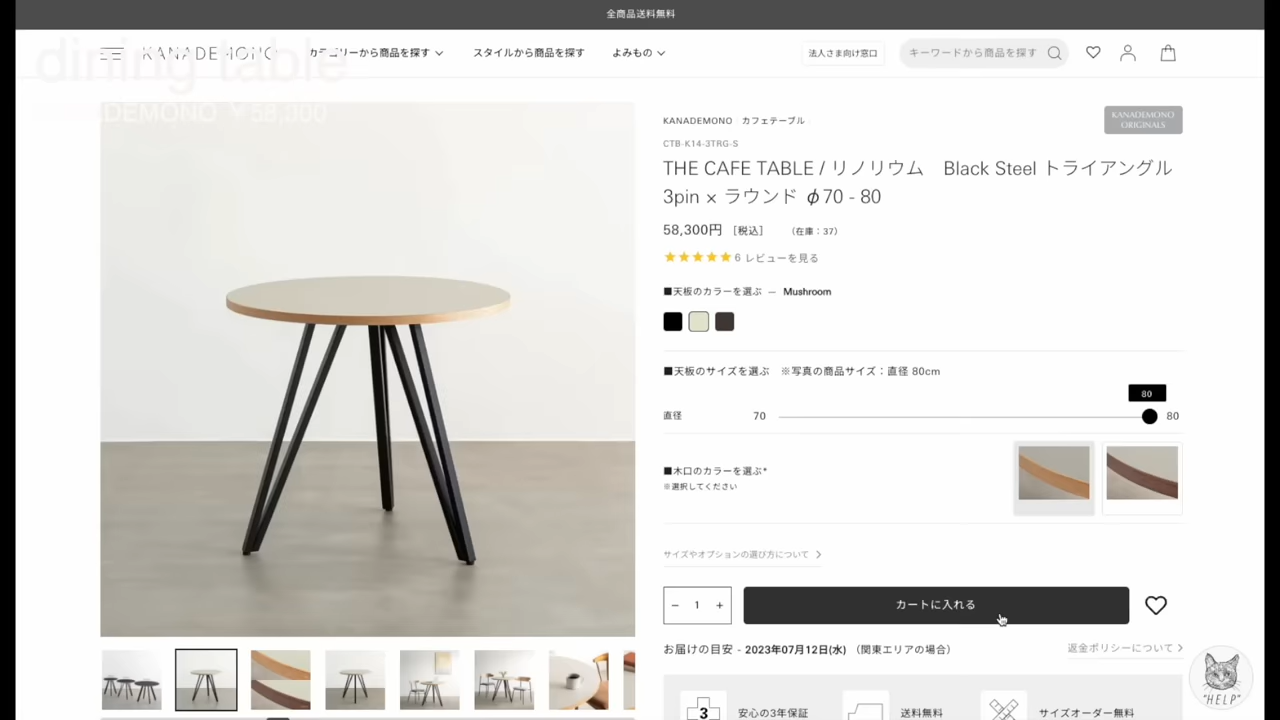 全商品送料無料
dining table
KANADEMONO
カテゴリーから商品を探す
スタイルから商品を探す
よみもの
法人さま向け窓口
キーワードから商品を探す
DEMONO ￥58,300
KANADEMONO カフェテーブル
KANADEMONO
ORIGINALS
CTB-K14-3TRG-S
THE CAFE TABLE / リノリウム　Black Steel トライアングル
3pin × ラウンド φ70 - 80
58,300円 ［税込］ （在庫：37）
★★★★★ 6 レビューを見る
■天板のカラーを選ぶ － Mushroom
■天板のサイズを選ぶ　※写真の商品サイズ：直径 80cm
80
直径 70 80
■木口のカラーを選ぶ*
※選択してください
サイズやオプションの選び方について
− 1 +
カートに入れる
お届けの目安 - 2023年07月12日(水) （関東エリアの場合）
返金ポリシーについて
3 安心の3年保証
送料無料
サイズオーダー無料
"HELP"